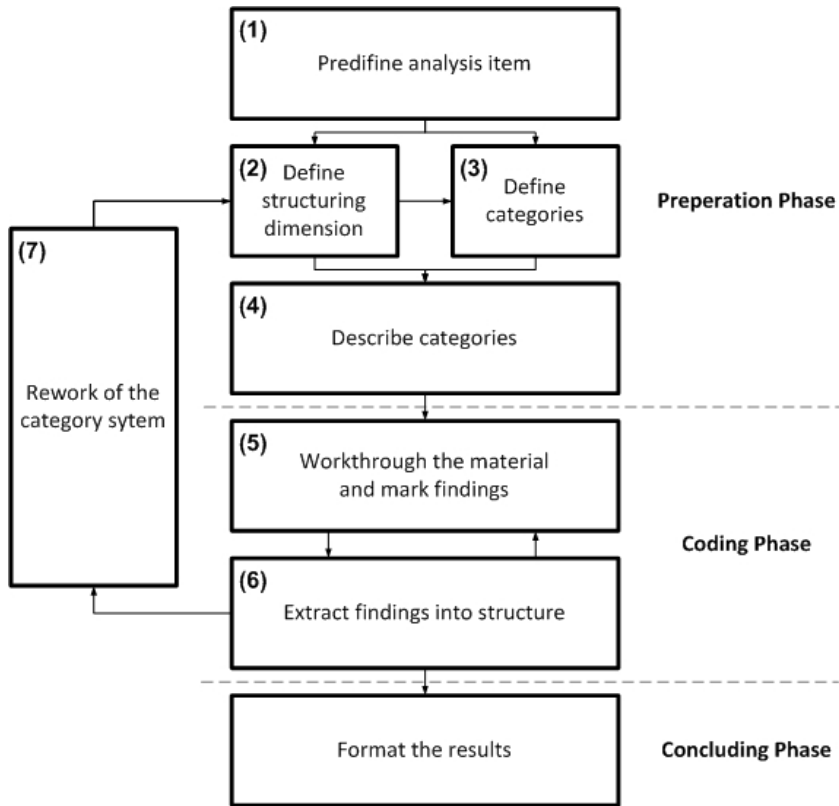 (1)
Predifine analysis item
(2)
Define
structuring
dimension
(3)
Define
categories
Preperation Phase
(4)
Describe categories
(7)
Rework of the
category sytem
(5)
Workthrough the material
and mark findings
Coding Phase
(6)
Extract findings into structure
Format the results
Concluding Phase